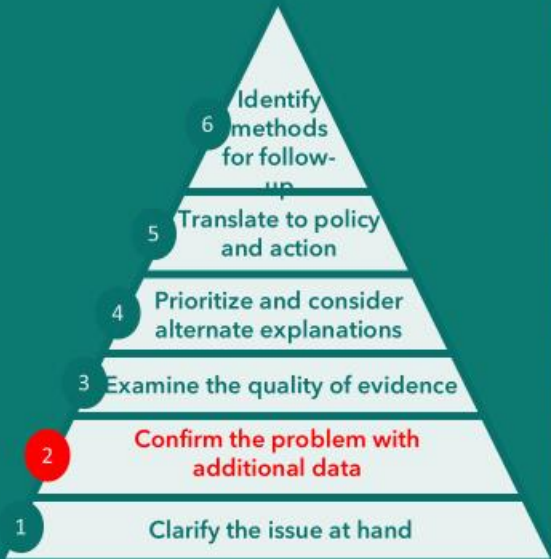 6
Identify
methods
for follow-
up
5
Translate to policy
and action
4
Prioritize and consider
alternate explanations
3
Examine the quality of evidence
2
Confirm the problem with
additional data
1
Clarify the issue at hand